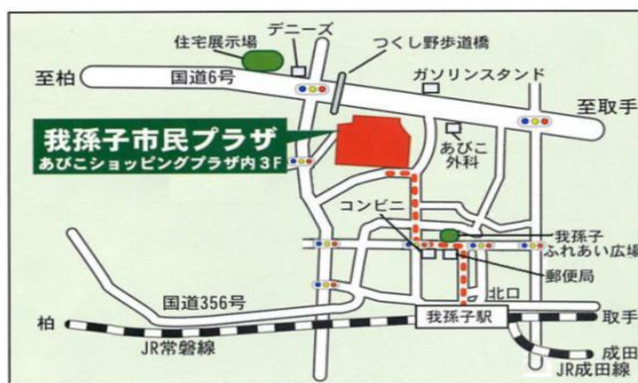 デニーズ
住宅展示場
つくし野歩道橋
至柏
国道6号
ガソリンスタンド
至取手
我孫子市民プラザ
あびこショッピングプラザ内3F
あびこ
外科
コンビニ
我孫子
ふれあい広場
郵便局
国道356号
北口
柏
我孫子駅
取手
JR常磐線
成田
JR成田線